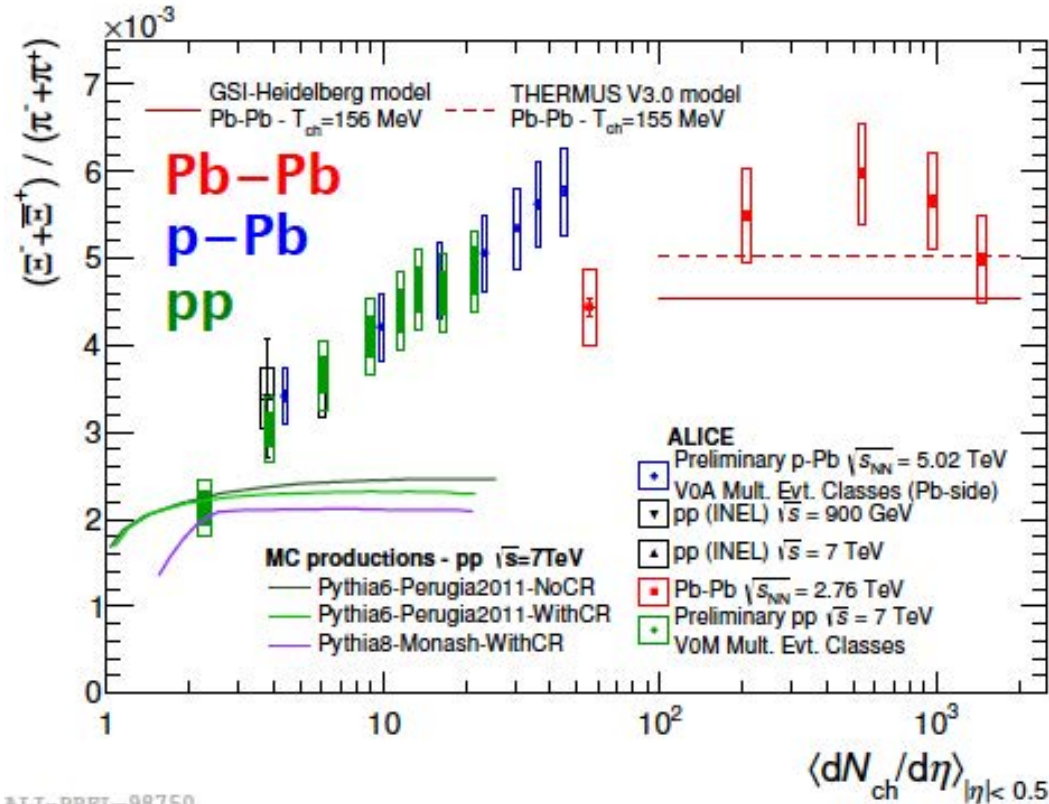 ×10⁻³
(Ξ⁻+Ξ̅⁺) / (π⁻+π⁺)
7
6
5
4
3
2
1
0
GSI-Heidelberg model
Pb-Pb - T_ch=156 MeV
THERMUS V3.0 model
Pb-Pb - T_ch=155 MeV
Pb-Pb
p-Pb
pp
MC productions - pp √s=7TeV
Pythia6-Perugia2011-NoCR
Pythia6-Perugia2011-WithCR
Pythia8-Monash-WithCR
ALICE
Preliminary p-Pb √s_NN = 5.02 TeV
V0A Mult. Evt. Classes (Pb-side)
pp (INEL) √s = 900 GeV
pp (INEL) √s = 7 TeV
Pb-Pb √s_NN = 2.76 TeV
Preliminary pp √s = 7 TeV
V0M Mult. Evt. Classes
1 10 10² 10³
⟨dN_ch/dη⟩_|η|< 0.5